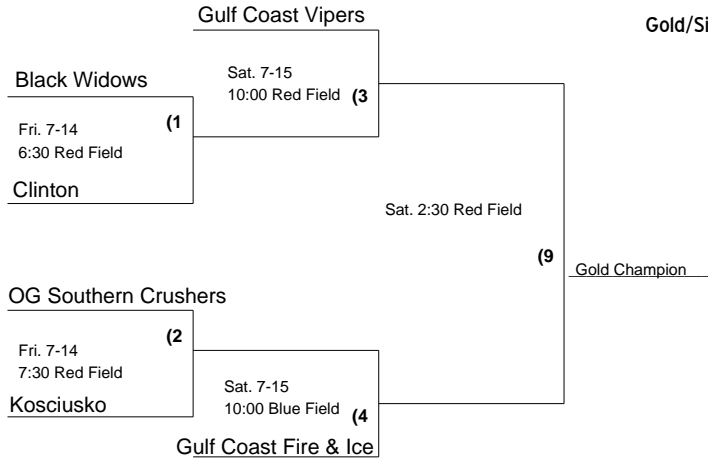 Gulf Coast Vipers
Gold/Si
Black Widows
Sat. 7-15
10:00 Red Field (3
(1
Fri. 7-14
6:30 Red Field
Clinton
Sat. 2:30 Red Field
(9
Gold Champion
OG Southern Crushers
(2
Fri. 7-14
7:30 Red Field
Sat. 7-15
10:00 Blue Field (4
Kosciusko
Gulf Coast Fire & Ice